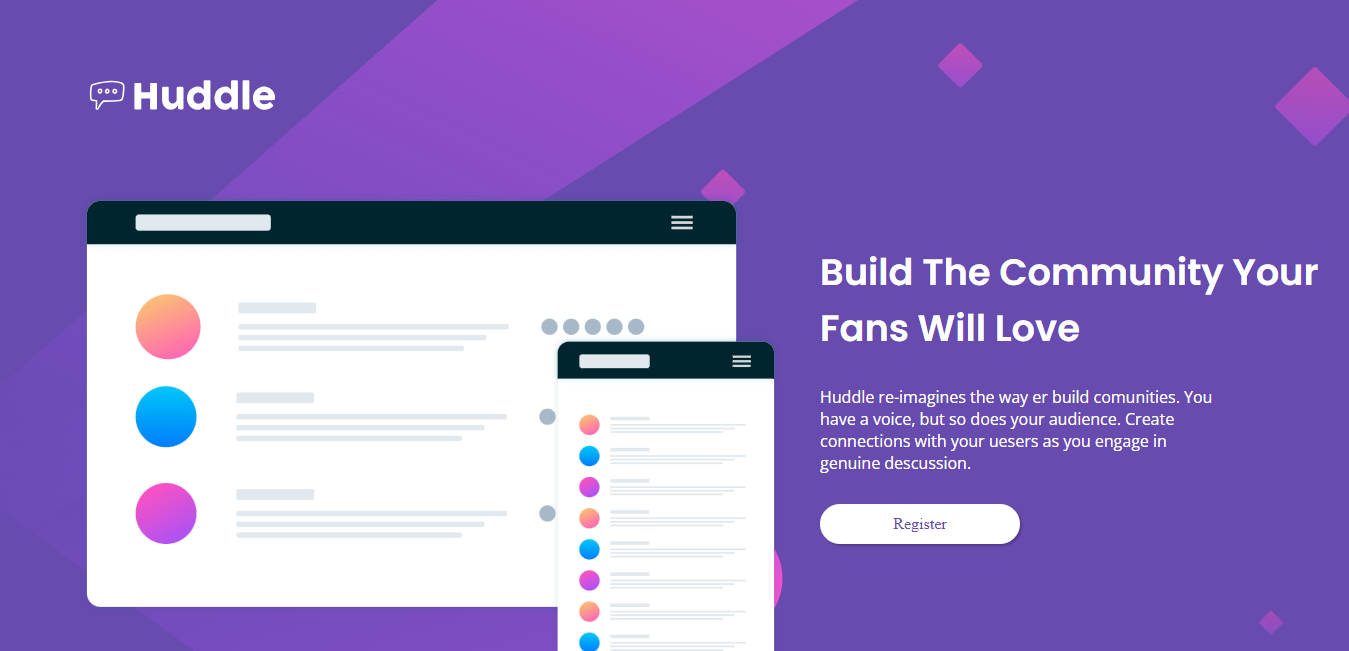 Huddle
Build The Community Your
Fans Will Love
Huddle re-imagines the way er build comunities. You
have a voice, but so does your audience. Create
connections with your uesers as you engage in
genuine descussion.
Register